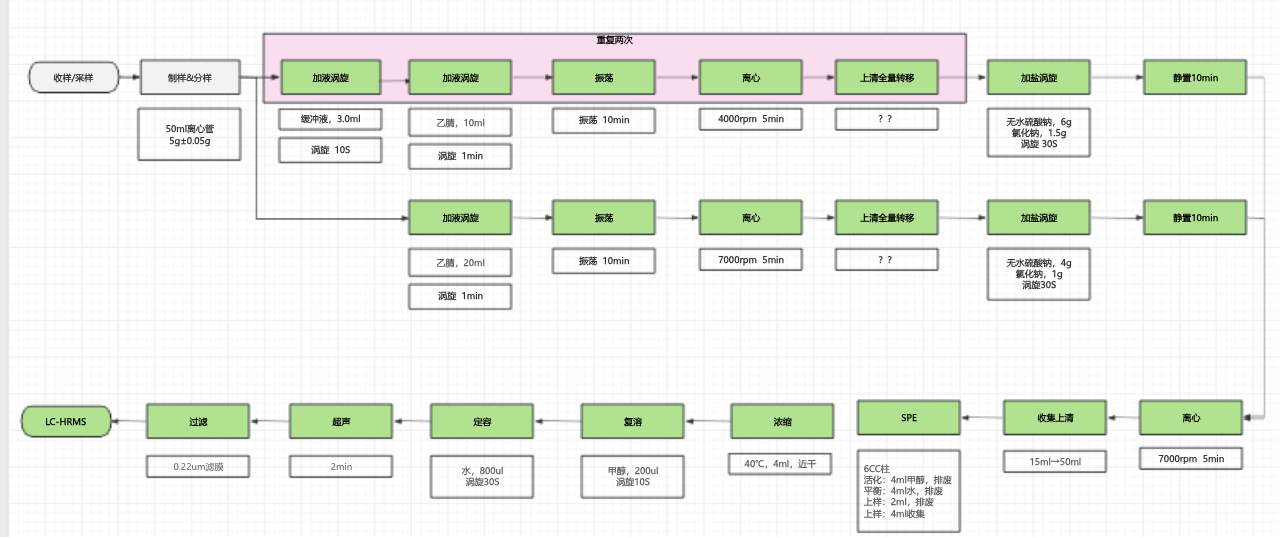 重复两次
收样/采样
制样&分样
加液涡旋
加液涡旋
振荡
离心
上清全量转移
加盐涡旋
静置10min
50ml离心管
5g±0.05g
缓冲液，3.0ml
涡旋 10S
乙腈，10ml
涡旋 1min
振荡 10min
4000rpm 5min
？？
无水硫酸钠，6g
氯化钠，1.5g
涡旋 30S
加液涡旋
振荡
离心
上清全量转移
加盐涡旋
静置10min
乙腈，20ml
涡旋 1min
振荡 10min
7000rpm 5min
？？
无水硫酸钠，4g
氯化钠，1g
涡旋30S
LC-HRMS
过滤
超声
定容
复溶
浓缩
SPE
收集上清
离心
0.22um滤膜
2min
水，800ul
涡旋30S
甲醇，200ul
涡旋10S
40℃，4ml，近干
6CC柱
活化：4ml甲醇，排废
平衡：4ml水，排废
上样：2ml，排废
上样：4ml收集
15ml→50ml
7000rpm 5min